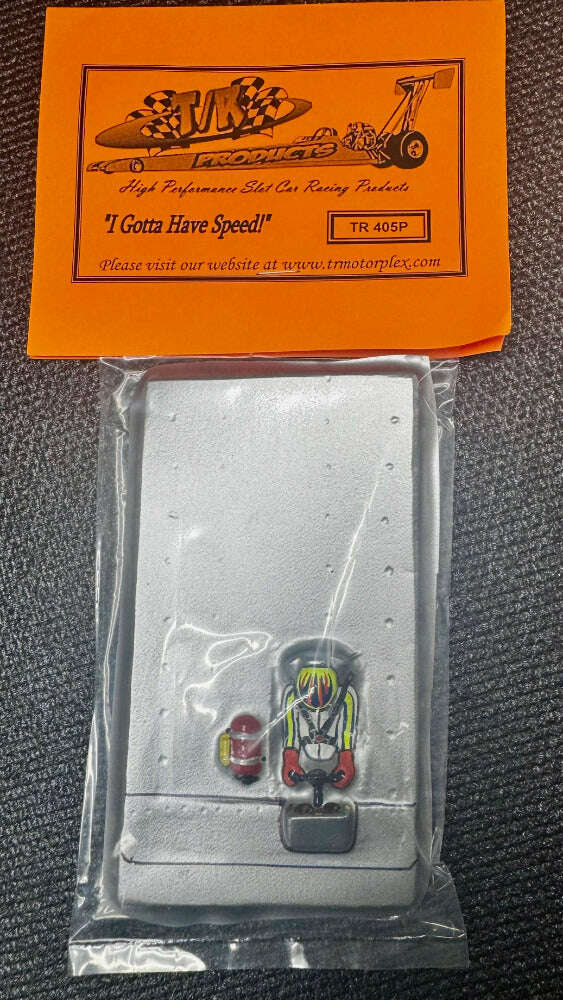 T/K
PRODUCTS
High Performance Slot Car Racing Products
"I Gotta Have Speed!"
TR 405P
Please visit our website at www.trmotorplex.com